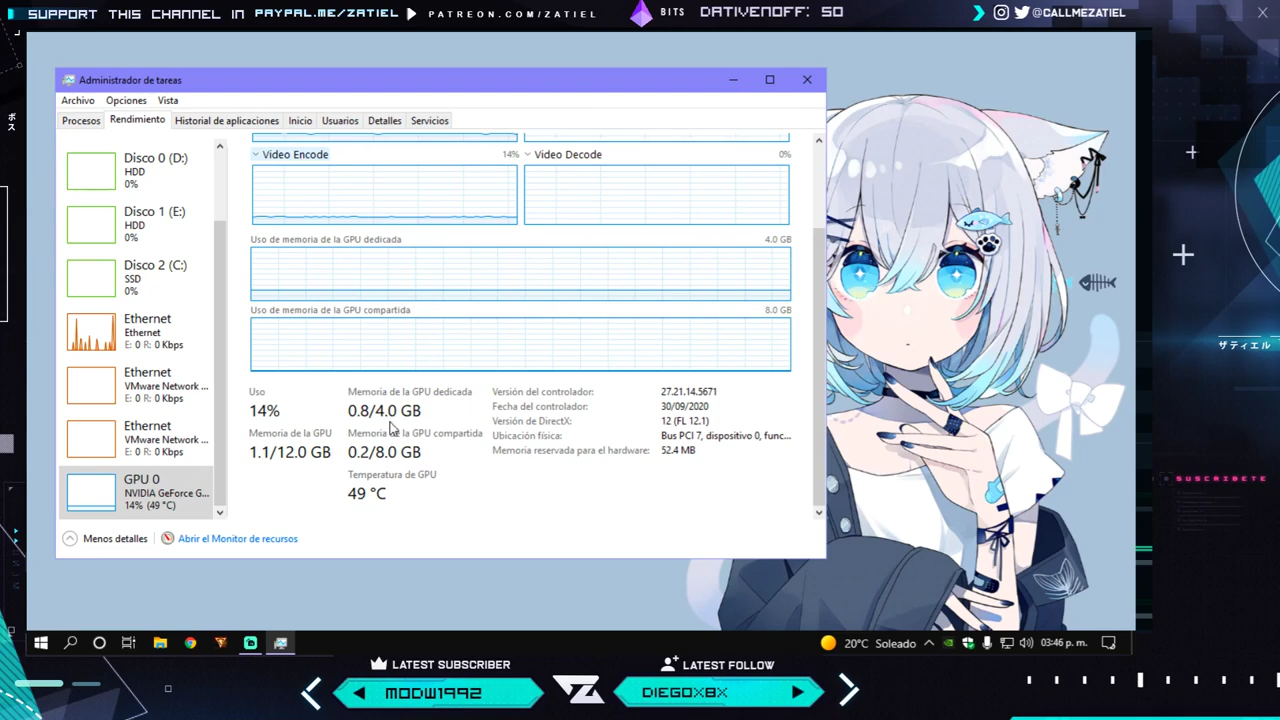 SUPPORT THIS CHANNEL IN PAYPAL.ME/ZATIEL PATREON.COM/ZATIEL BITS DATIVENOFF: 50 @CALLMEZATIEL
Administrador de tareas
Archivo Opciones Vista
Procesos Rendimiento Historial de aplicaciones Inicio Usuarios Detalles Servicios
Disco 0 (D:)
HDD
0%
Disco 1 (E:)
HDD
0%
Disco 2 (C:)
SSD
0%
Ethernet
Ethernet
E: 0 R: 0 Kbps
Ethernet
VMware Network ...
E: 0 R: 0 Kbps
Ethernet
VMware Network ...
E: 0 R: 0 Kbps
GPU 0
NVIDIA GeForce G...
14% (49 °C)
Video Encode 14% Video Decode 0%
Uso de memoria de la GPU dedicada 4.0 GB
Uso de memoria de la GPU compartida 8.0 GB
Uso
14%
Memoria de la GPU dedicada
0.8/4.0 GB
Memoria de la GPU
1.1/12.0 GB
Memoria de la GPU compartida
0.2/8.0 GB
Temperatura de GPU
49 °C
Versión del controlador: 27.21.14.5671
Fecha del controlador: 30/09/2020
Versión de DirectX: 12 (FL 12.1)
Ubicación física: Bus PCI 7, dispositivo 0, func...
Memoria reservada para el hardware: 52.4 MB
Menos detalles Abrir el Monitor de recursos
ボス
ザティエル
SUSCRIBETE
20°C Soleado 03:46 p. m.
LATEST SUBSCRIBER
MODW1992
LATEST FOLLOW
DIEGOXBX